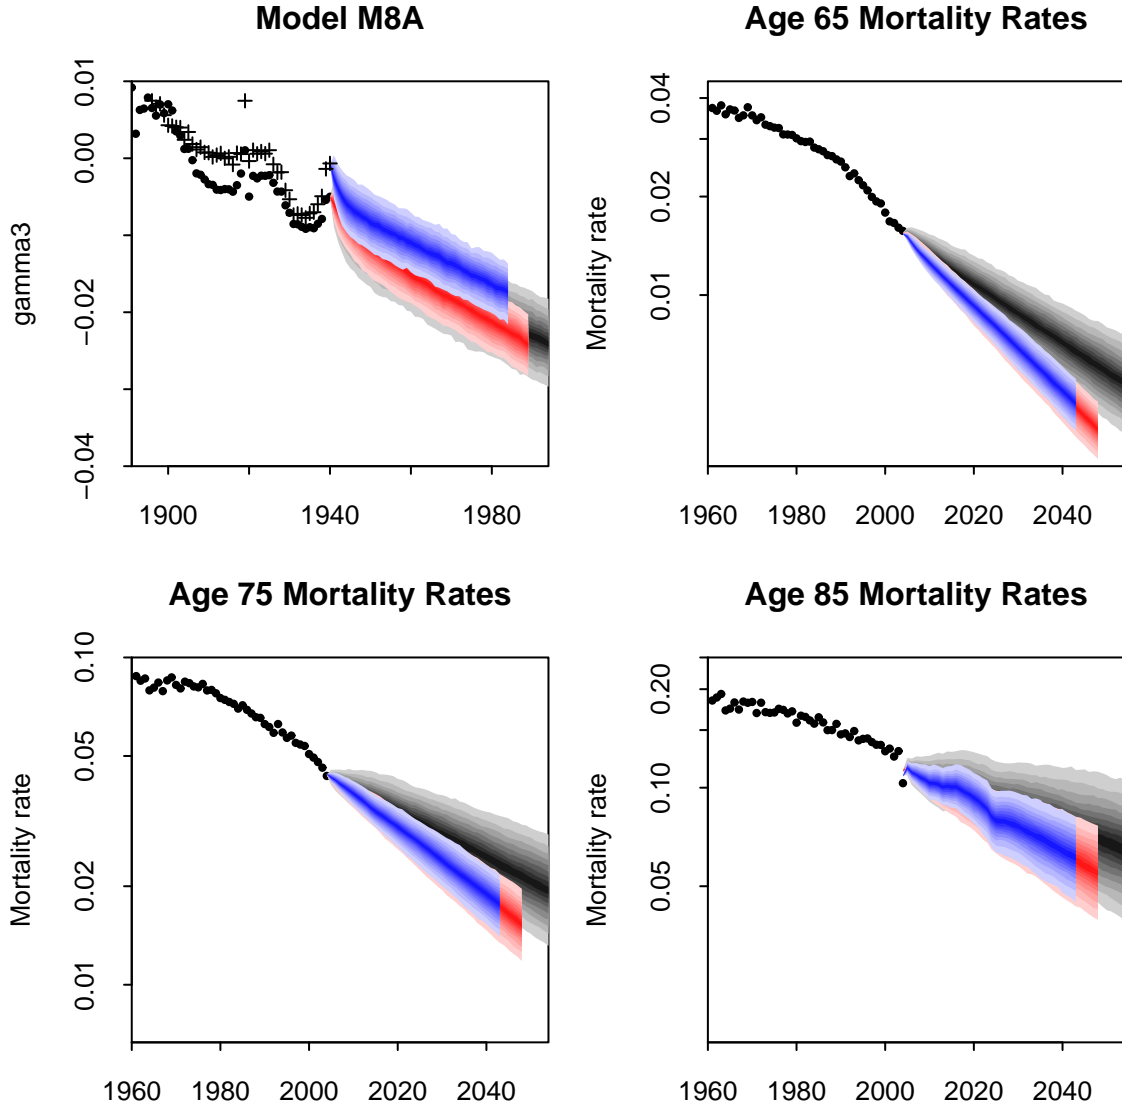 Model M8A
gamma3
0.01
0.00
−0.02
−0.04
1900 1940 1980
Age 65 Mortality Rates
Mortality rate
0.04
0.02
0.01
1960 1980 2000 2020 2040
Age 75 Mortality Rates
Mortality rate
0.10
0.05
0.02
0.01
1960 1980 2000 2020 2040
Age 85 Mortality Rates
Mortality rate
0.20
0.10
0.05
1960 1980 2000 2020 2040